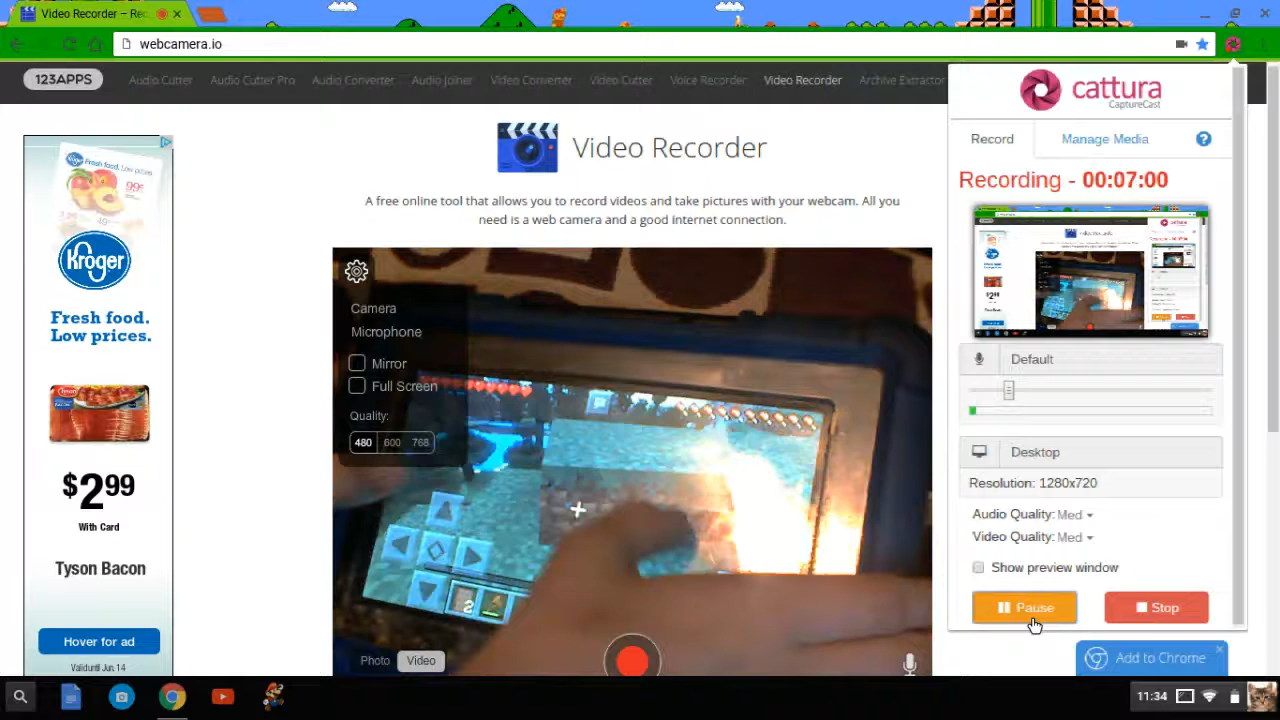 Video Recorder – Rec
webcamera.io
123APPS
Audio Cutter
Audio Cutter Pro
Audio Converter
Audio Joiner
Video Converter
Video Cutter
Voice Recorder
Video Recorder
Archive Extractor
cattura
CaptureCast
Record
Manage Media
?
Recording - 00:07:00
Video Recorder
A free online tool that allows you to record videos and take pictures with your webcam. All you
need is a web camera and a good internet connection.
Kroger
Fresh food.
Low prices.
$2.99
With Card
Tyson Bacon
Hover for ad
Valid until Jun. 14
Camera
Microphone
Mirror
Full Screen
Quality:
480 600 768
2
Photo
Video
Default
Desktop
Resolution: 1280x720
Audio Quality: Med
Video Quality: Med
Show preview window
Pause
Stop
Add to Chrome
11:34